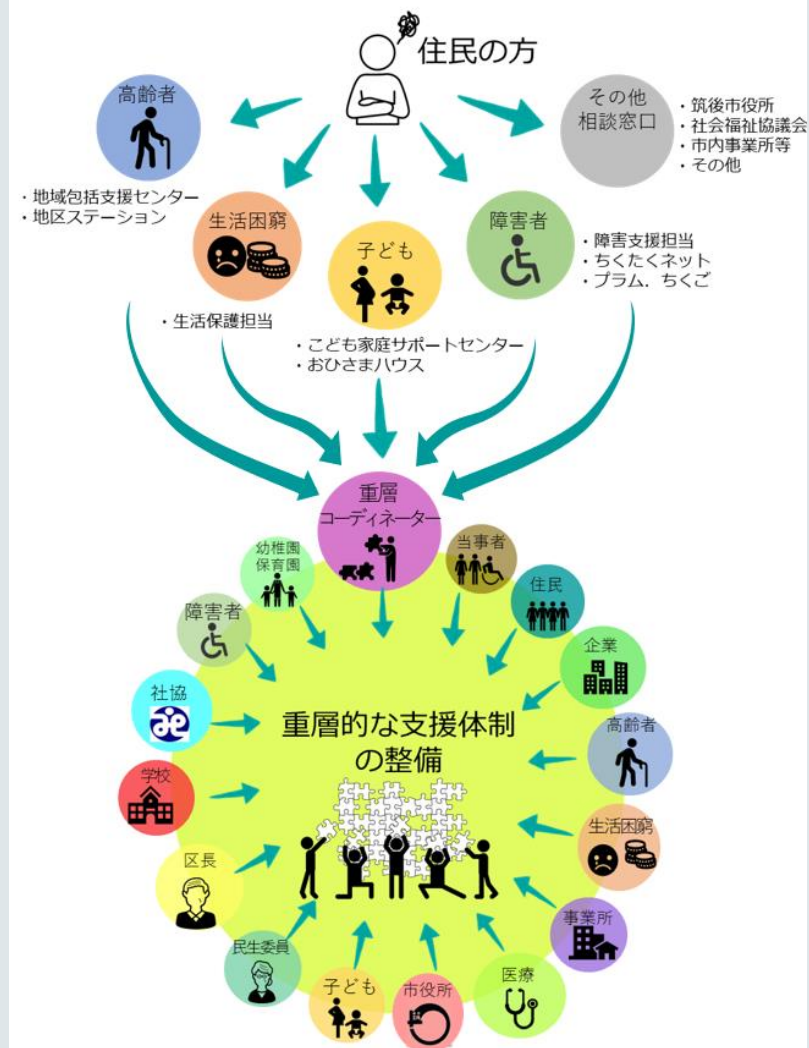 住民の方
高齢者
・地域包括支援センター
・地区ステーション
生活困窮
・生活保護担当
子ども
・こども家庭サポートセンター
・おひさまハウス
障害者
・障害支援担当
・ちくたくネット
・プラム．ちくご
その他
相談窓口
・筑後市役所
・社会福祉協議会
・市内事業所等
・その他
重層
コーディネーター
当事者
住民
企業
高齢者
生活困窮
事業所
医療
市役所
子ども
民生委員
区長
学校
社協
障害者
幼稚園
保育園
重層的な支援体制
の整備